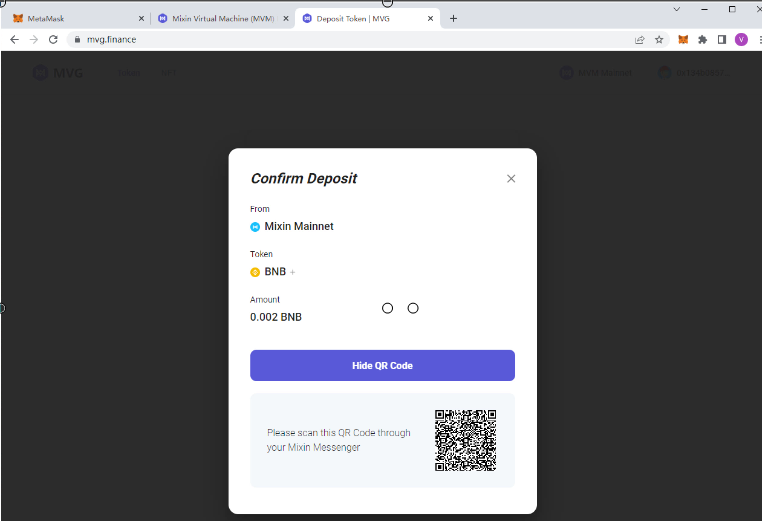 MetaMask
Mixin Virtual Machine (MVM)
Deposit Token | MVG
mvg.finance
V
MVG
Confirm Deposit
From
Mixin Mainnet
Token
BNB +
Amount
0.002 BNB
Hide QR Code
Please scan this QR Code through
your Mixin Messenger